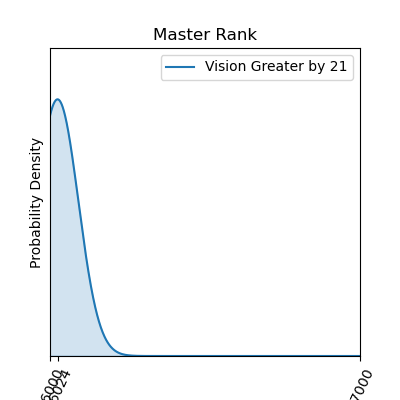 Master Rank
Vision Greater by 21
Probability Density
6000
6024
7000